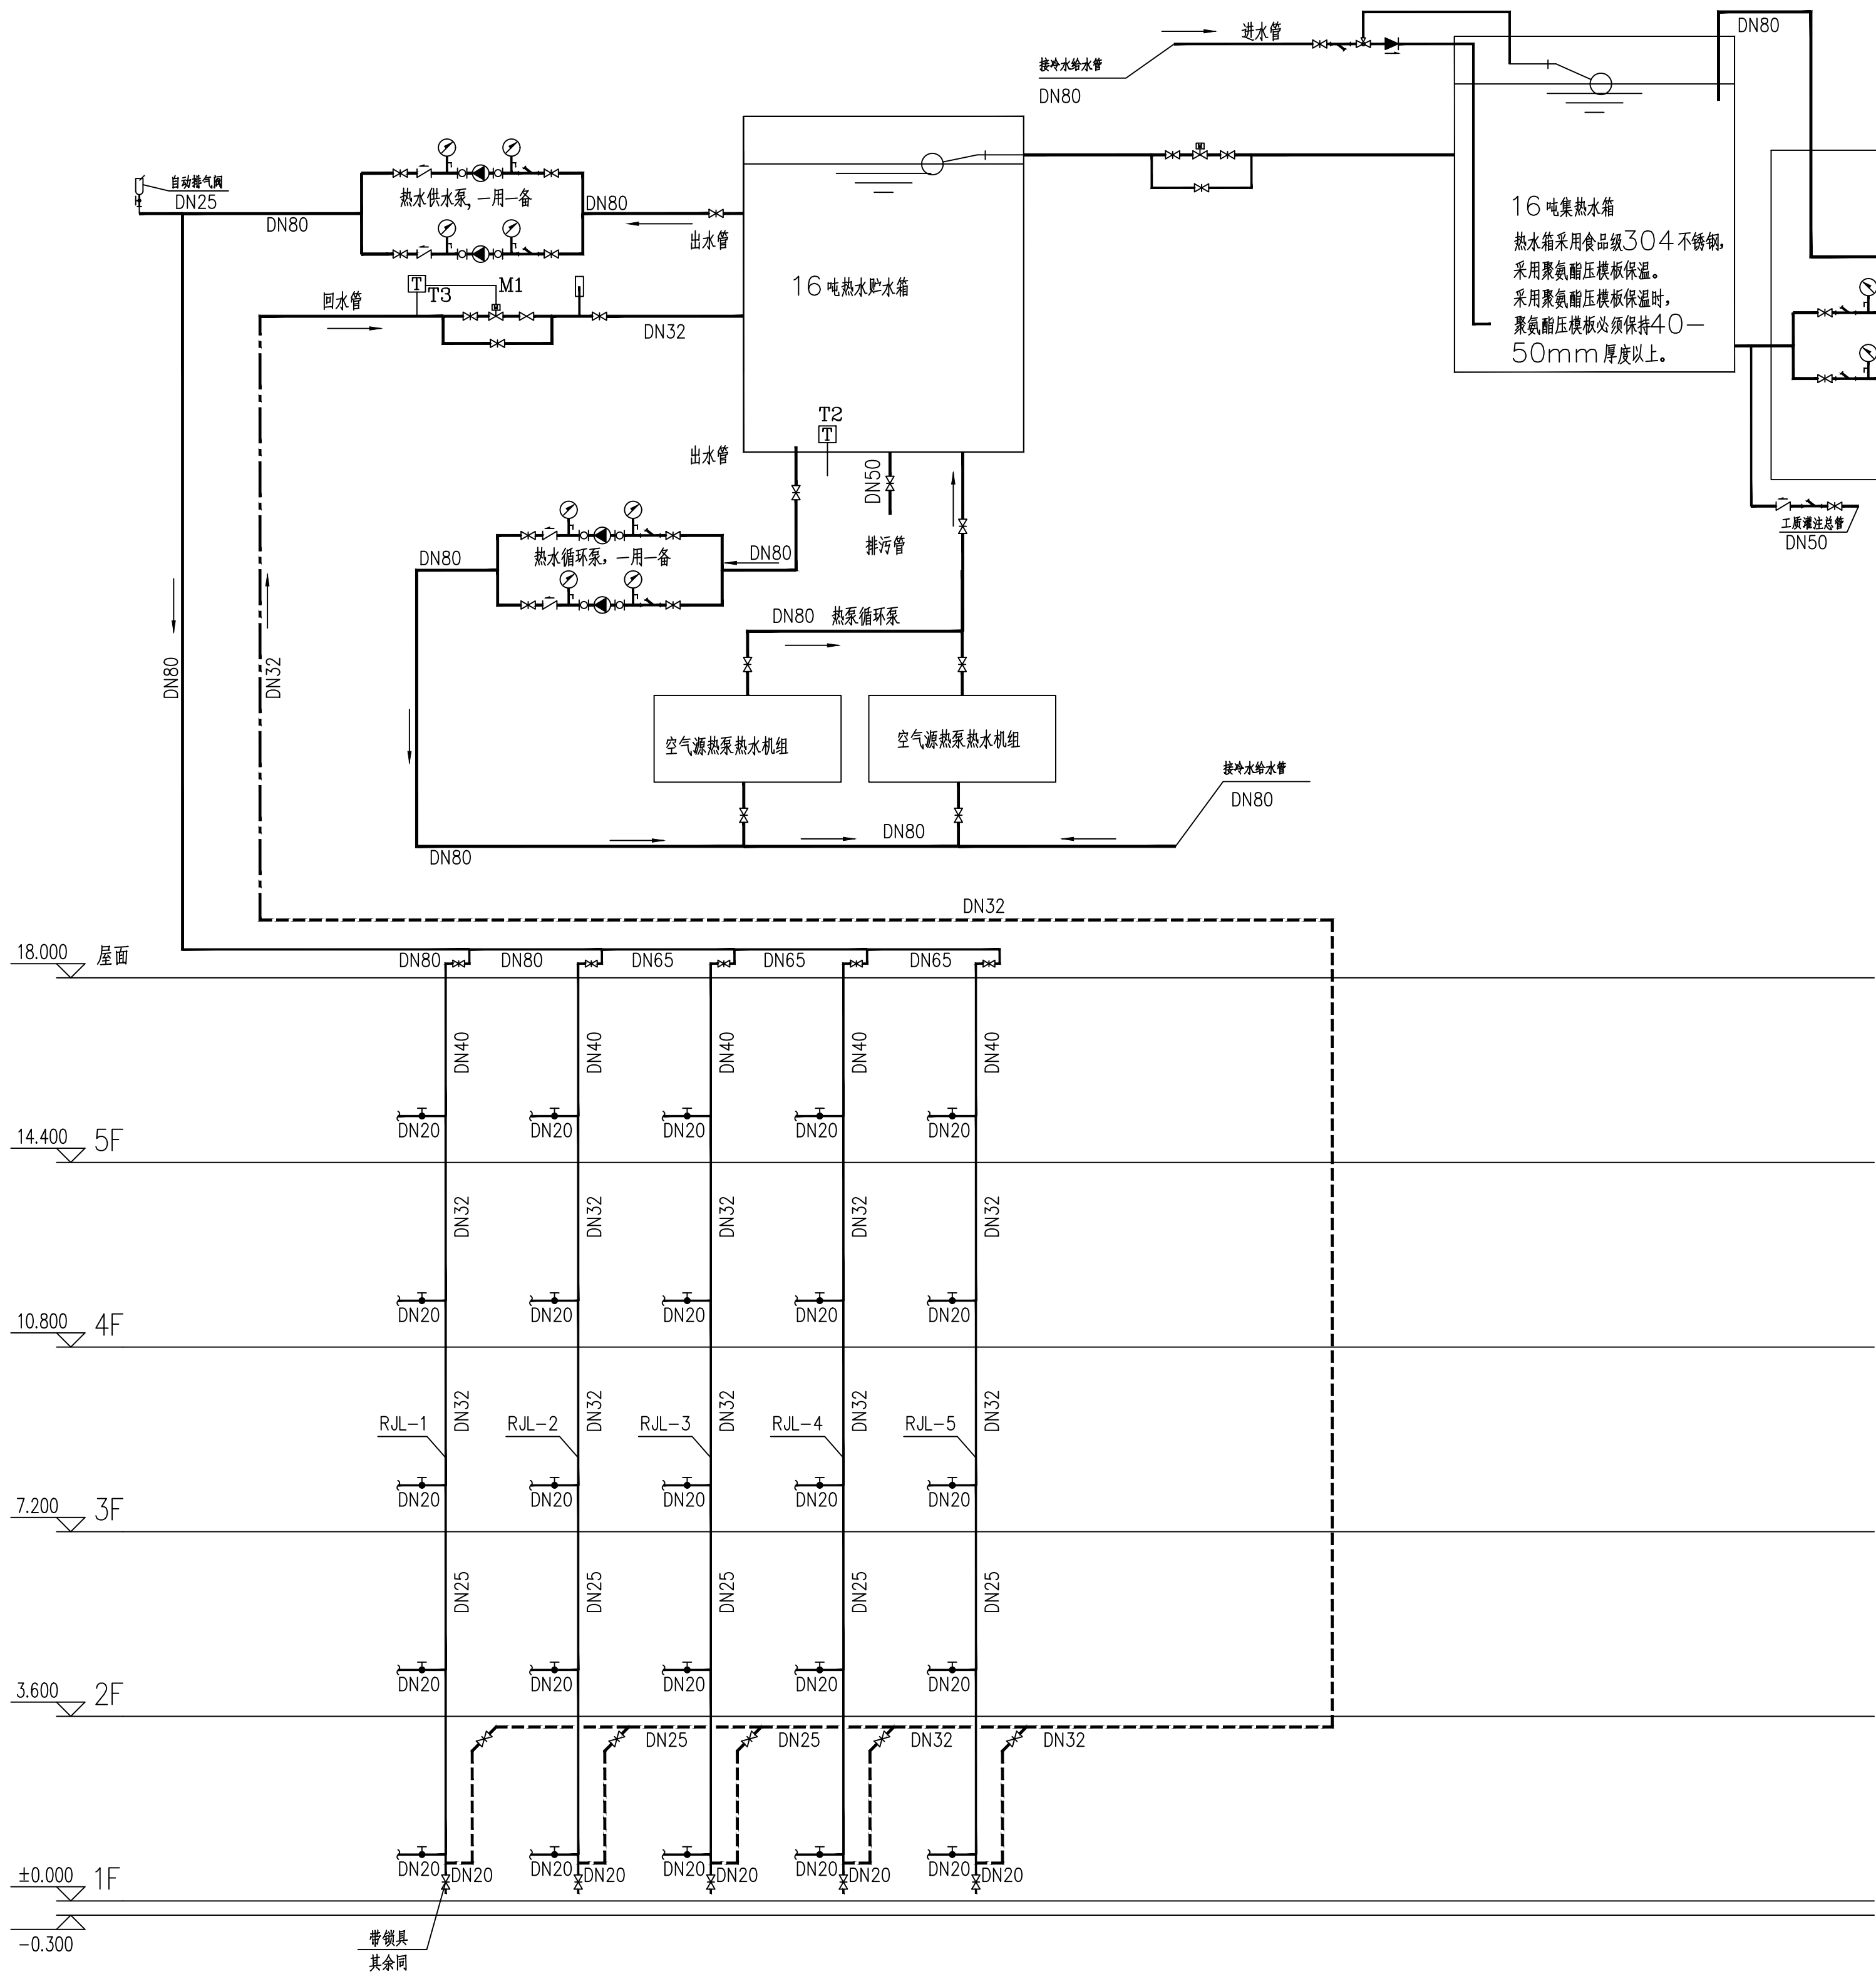 进水管
接冷水给水管
DN80
DN80
自动排气阀
DN25
DN80
热水供水泵，一用一备
DN80
出水管
16吨热水贮水箱
16吨集热水箱
热水箱采用食品级304不锈钢，
采用聚氨酯压模板保温。
采用聚氨酯压模板保温时，
聚氨酯压模板必须保持40-
50mm厚度以上。
回水管
T
T3
M1
DN32
T2
T
出水管
DN50
排污管
工质灌注总管
DN50
DN80
热水循环泵，一用一备
DN80
DN80 热泵循环泵
DN80
DN32
空气源热泵热水机组
空气源热泵热水机组
接冷水给水管
DN80
DN80
DN80
DN32
18.000 屋面
DN80 DN80 DN65 DN65 DN65
DN40 DN40 DN40 DN40 DN40
DN20 DN20 DN20 DN20 DN20
14.400 5F
DN32 DN32 DN32 DN32 DN32
DN20 DN20 DN20 DN20 DN20
10.800 4F
DN32 DN32 DN32 DN32 DN32
RJL-1 RJL-2 RJL-3 RJL-4 RJL-5
DN20 DN20 DN20 DN20 DN20
7.200 3F
DN25 DN25 DN25 DN25 DN25
DN20 DN20 DN20 DN20 DN20
3.600 2F
DN25 DN25 DN32 DN32
DN20 DN20 DN20 DN20 DN20 DN20 DN20 DN20 DN20 DN20
±0.000 1F
-0.300
带锁具
其余同